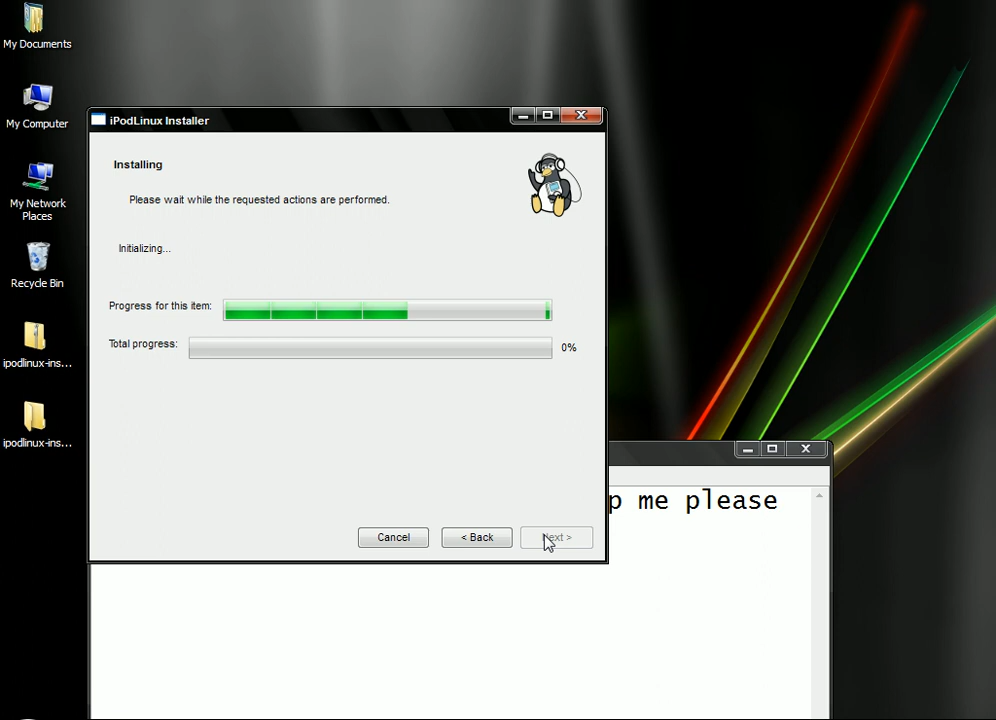 My Documents
My Computer
My Network
Places
Recycle Bin
ipodlinux-ins...
ipodlinux-ins...
iPodLinux Installer
Installing
Please wait while the requested actions are performed.
Initializing...
Progress for this item:
Total progress:
0%
Cancel
< Back
Next >
p me please